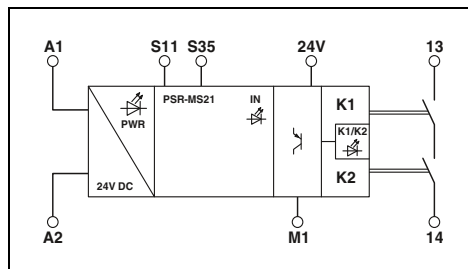 A1 S11 S35 24V 13
PSR-MS21 IN K1
PWR K1/K2
24V DC K2
A2 M1 14